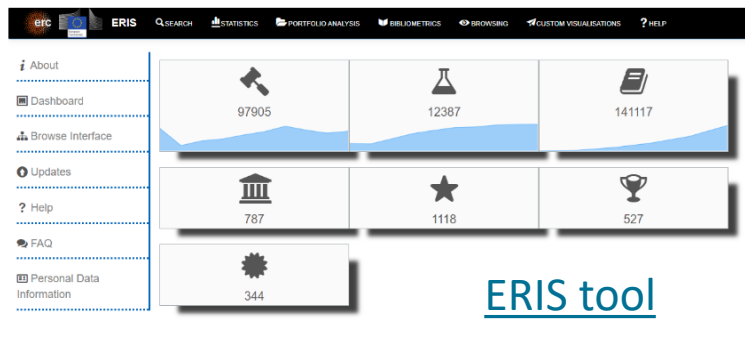 erc
ERIS SEARCH STATISTICS PORTFOLIO ANALYSIS BIBLIOMETRICS BROWSING CUSTOM VISUALISATIONS ? HELP
i About
Dashboard
Browse Interface
Updates
? Help
FAQ
Personal Data
Information
97905 12387 141117
787 1118 527
344
ERIS tool